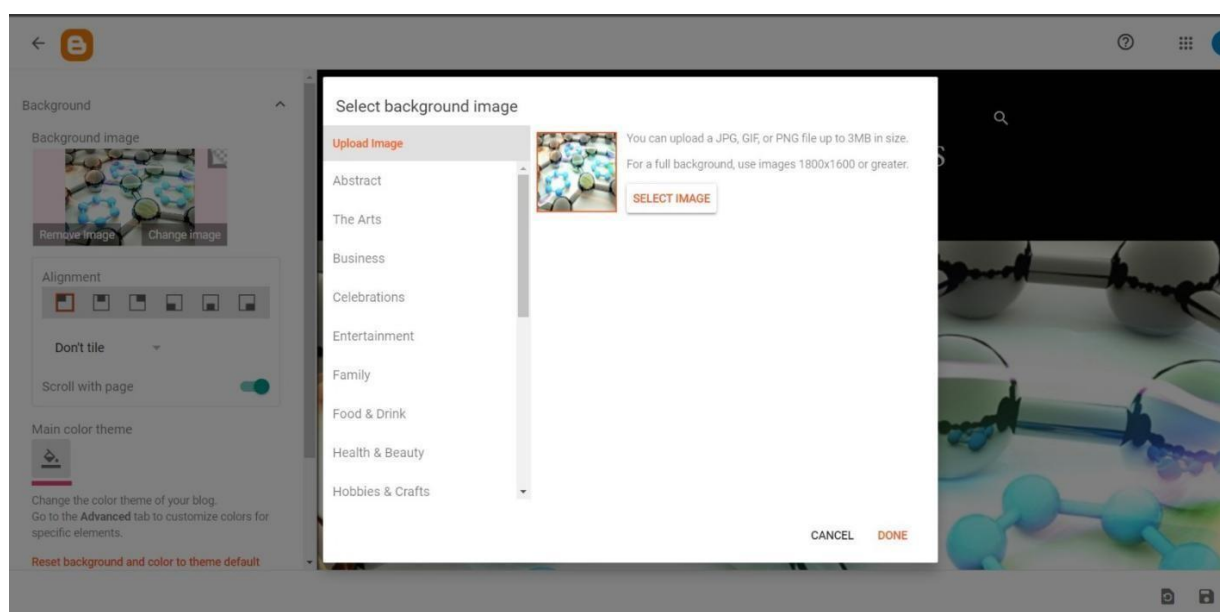 Background
Background image
Remove Image Change image
Alignment
Don't tile
Scroll with page
Main color theme
Change the color theme of your blog.
Go to the Advanced tab to customize colors for
specific elements.
Reset background and color to theme default
Select background image
Upload Image
Abstract
The Arts
Business
Celebrations
Entertainment
Family
Food & Drink
Health & Beauty
Hobbies & Crafts
You can upload a JPG, GIF, or PNG file up to 3MB in size.
For a full background, use images 1800x1600 or greater.
SELECT IMAGE
CANCEL DONE
S